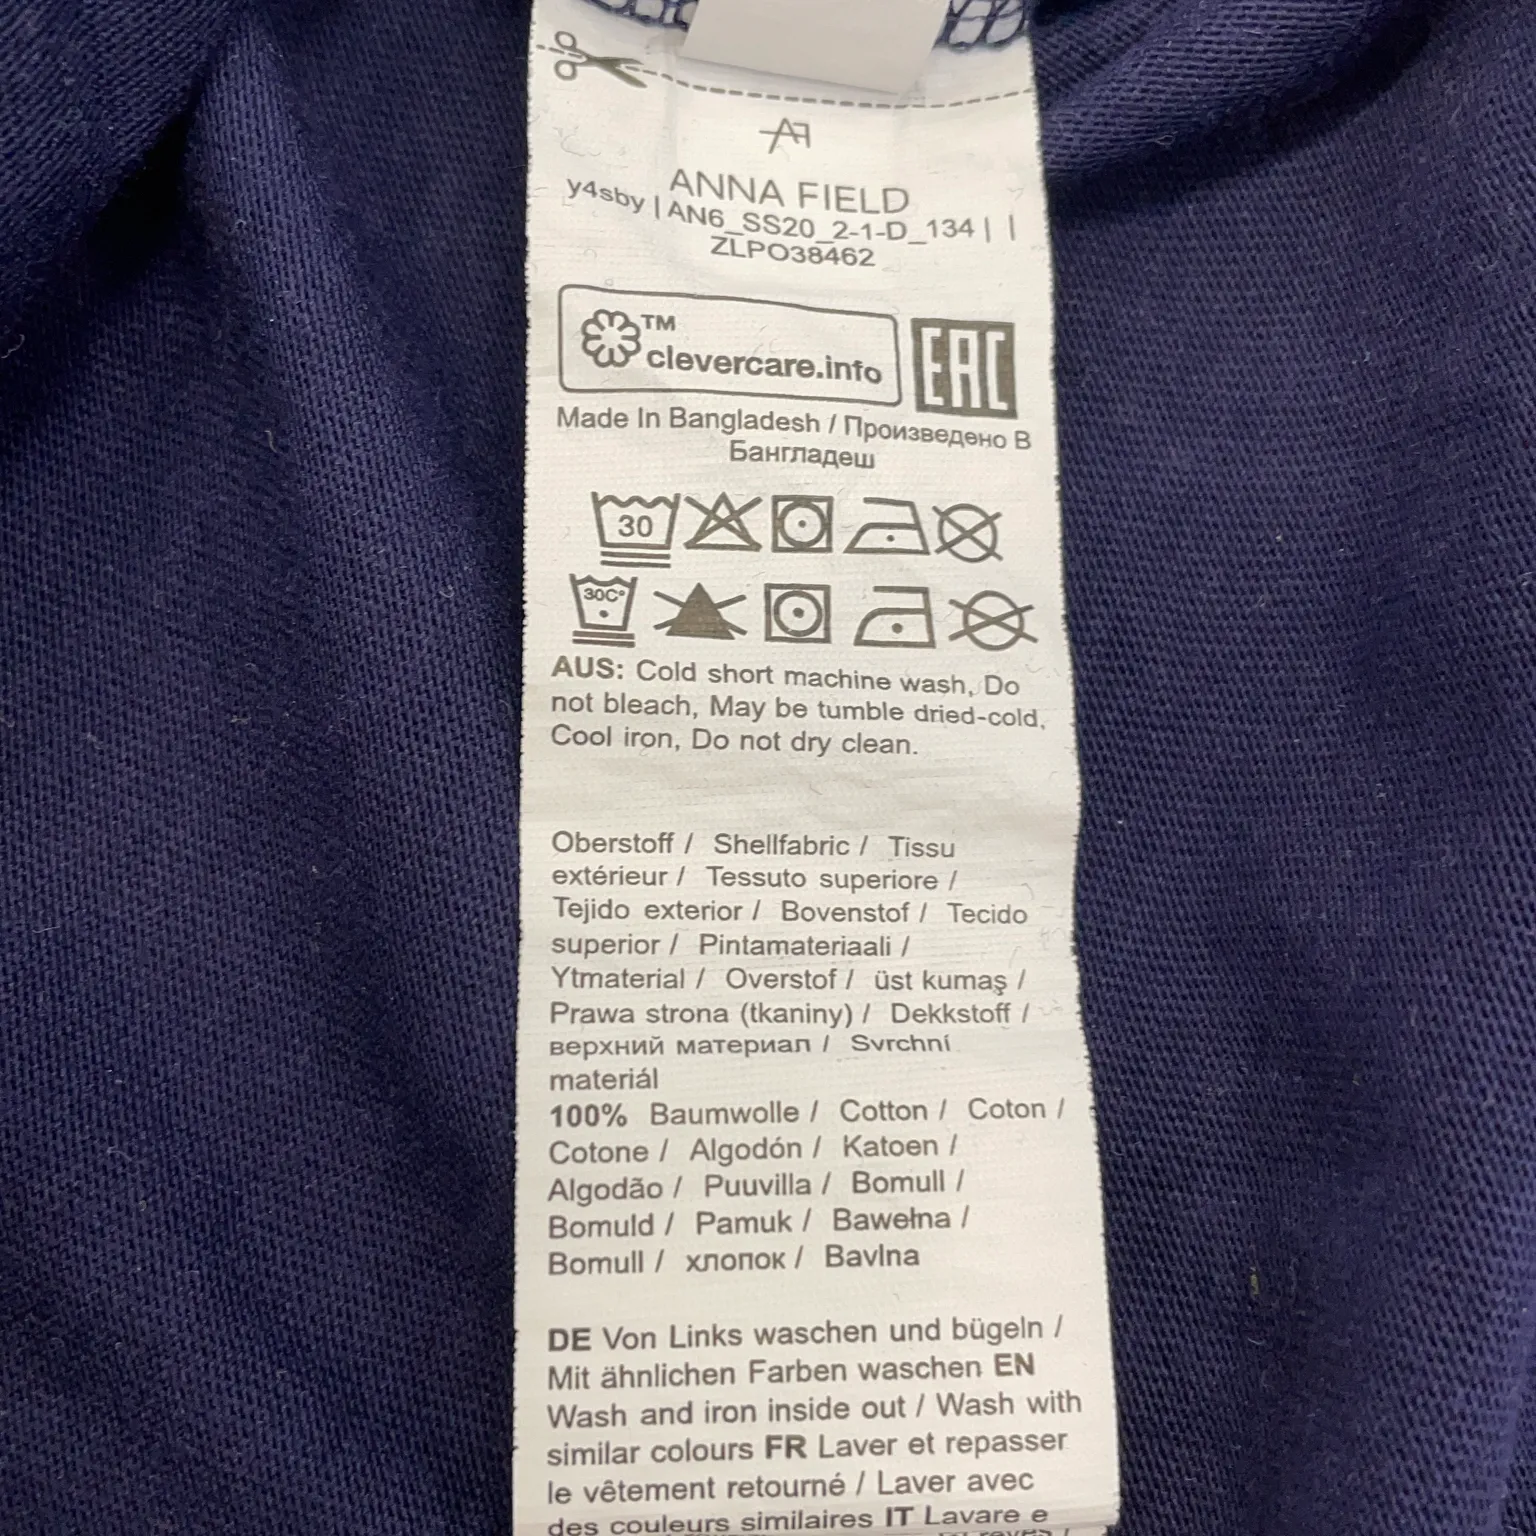 AF
ANNA FIELD
y4sby | AN6_SS20_2-1-D_134 | |
ZLPO38462
TM
clevercare.info
EAC
Made In Bangladesh / Произведено В
Бангладеш
30
30C°
AUS: Cold short machine wash, Do
not bleach, May be tumble dried-cold,
Cool iron, Do not dry clean.
Oberstoff / Shellfabric / Tissu
extérieur / Tessuto superiore /
Tejido exterior / Bovenstof / Tecido
superior / Pintamateriaali /
Ytmaterial / Overstof / üst kumaş /
Prawa strona (tkaniny) / Dekkstoff /
верхний материал / Svrchní
materiál
100% Baumwolle / Cotton / Coton /
Cotone / Algodón / Katoen /
Algodão / Puuvilla / Bomull /
Bomuld / Pamuk / Bawełna /
Bomull / хлопок / Bavlna
DE Von Links waschen und bügeln /
Mit ähnlichen Farben waschen EN
Wash and iron inside out / Wash with
similar colours FR Laver et repasser
le vêtement retourné / Laver avec
des couleurs similaires IT Lavare e